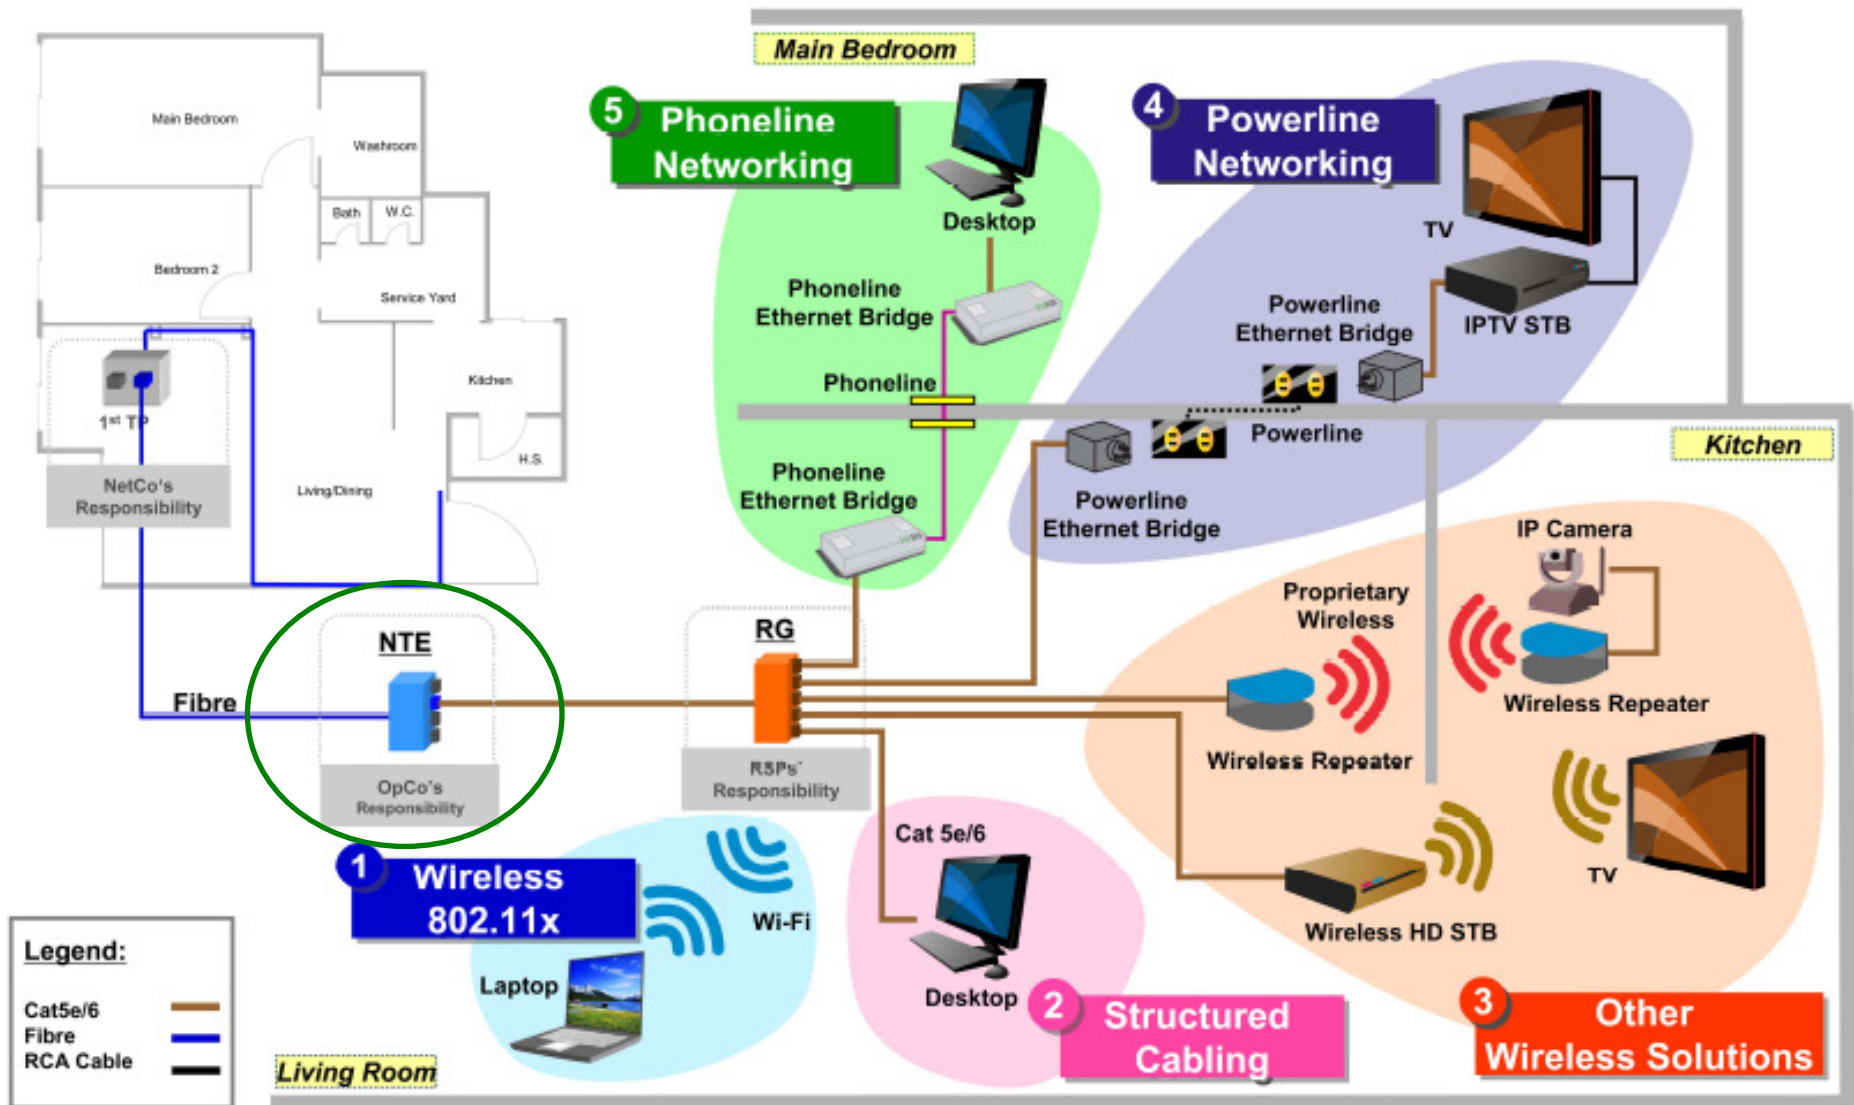 Main Bedroom
Washroom
Bath
W.C.
Bedroom 2
Service Yard
Kitchen
H.S.
Living/Dining
1st TP
NetCo's
Responsibility
Fibre
NTE
OpCo's
Responsibility
RG
RSPs'
Responsibility
Main Bedroom
5
Phoneline
Networking
Desktop
Phoneline
Ethernet Bridge
Phoneline
Phoneline
Ethernet Bridge
4
Powerline
Networking
TV
IPTV STB
Powerline
Ethernet Bridge
Powerline
Powerline
Ethernet Bridge
Kitchen
IP Camera
Proprietary
Wireless
Wireless Repeater
Wireless Repeater
TV
Wireless HD STB
3
Other
Wireless Solutions
Cat 5e/6
Desktop
2
Structured
Cabling
1
Wireless
802.11x
Wi-Fi
Laptop
Living Room
Legend:
Cat5e/6
Fibre
RCA Cable